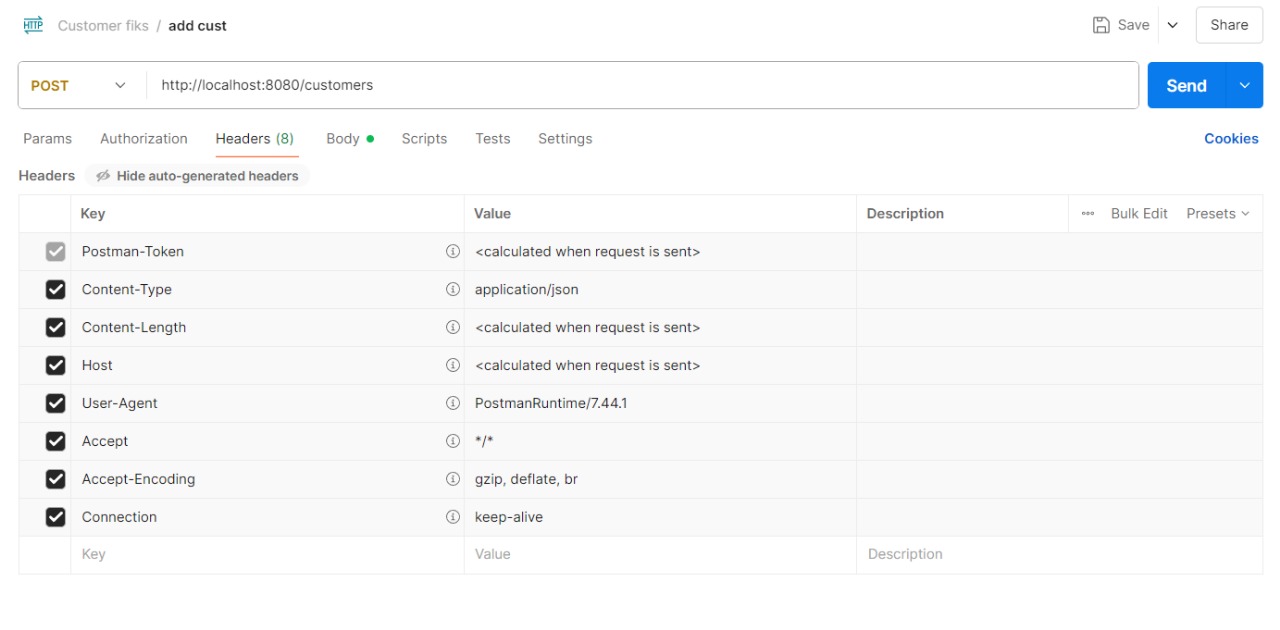 HTTP Customer fiks / add cust Save Share
POST http://localhost:8080/customers Send
Params Authorization Headers (8) Body Scripts Tests Settings Cookies
Headers Hide auto-generated headers
Key Value Description Bulk Edit Presets
Postman-Token <calculated when request is sent>
Content-Type application/json
Content-Length <calculated when request is sent>
Host <calculated when request is sent>
User-Agent PostmanRuntime/7.44.1
Accept */*
Accept-Encoding gzip, deflate, br
Connection keep-alive
Key Value Description